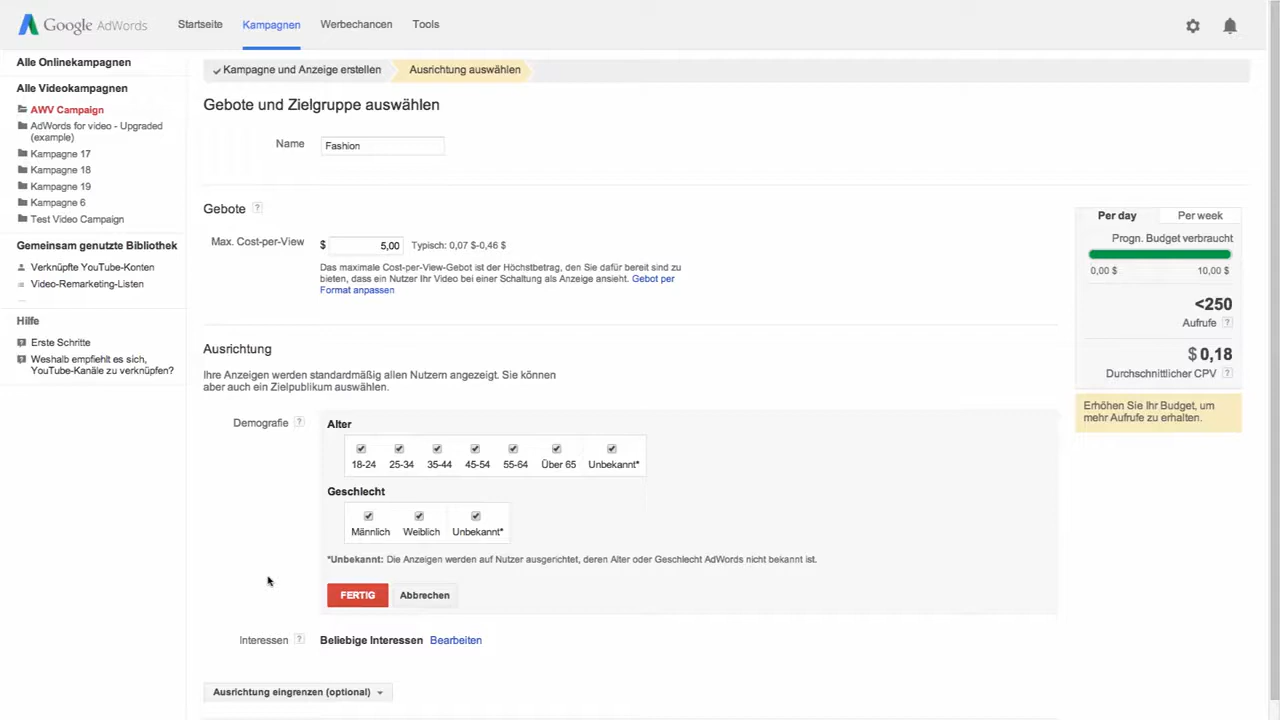 Google AdWords
Startseite
Kampagnen
Werbechancen
Tools
Alle Onlinekampagnen
Alle Videokampagnen
AWV Campaign
AdWords for video - Upgraded
(example)
Kampagne 17
Kampagne 18
Kampagne 19
Kampagne 6
Test Video Campaign
Gemeinsam genutzte Bibliothek
Verknüpfte YouTube-Konten
Video-Remarketing-Listen
Hilfe
Erste Schritte
Weshalb empfiehlt es sich,
YouTube-Kanäle zu verknüpfen?
Kampagne und Anzeige erstellen
Ausrichtung auswählen
Gebote und Zielgruppe auswählen
Name
Fashion
Gebote ?
Max. Cost-per-View
$ 5,00 Typisch: 0,07 $-0,46 $
Das maximale Cost-per-View-Gebot ist der Höchstbetrag, den Sie dafür bereit sind zu
bieten, dass ein Nutzer Ihr Video bei einer Schaltung als Anzeige ansieht. Gebot per
Format anpassen
Ausrichtung
Ihre Anzeigen werden standardmäßig allen Nutzern angezeigt. Sie können
aber auch ein Zielpublikum auswählen.
Demografie ?
Alter
18-24 25-34 35-44 45-54 55-64 Über 65 Unbekannt*
Geschlecht
Männlich Weiblich Unbekannt*
*Unbekannt: Die Anzeigen werden auf Nutzer ausgerichtet, deren Alter oder Geschlecht AdWords nicht bekannt ist.
FERTIG Abbrechen
Interessen ? Beliebige Interessen Bearbeiten
Ausrichtung eingrenzen (optional)
Per day Per week
Progn. Budget verbraucht
0,00 $ 10,00 $
<250
Aufrufe ?
$ 0,18
Durchschnittlicher CPV ?
Erhöhen Sie Ihr Budget, um
mehr Aufrufe zu erhalten.